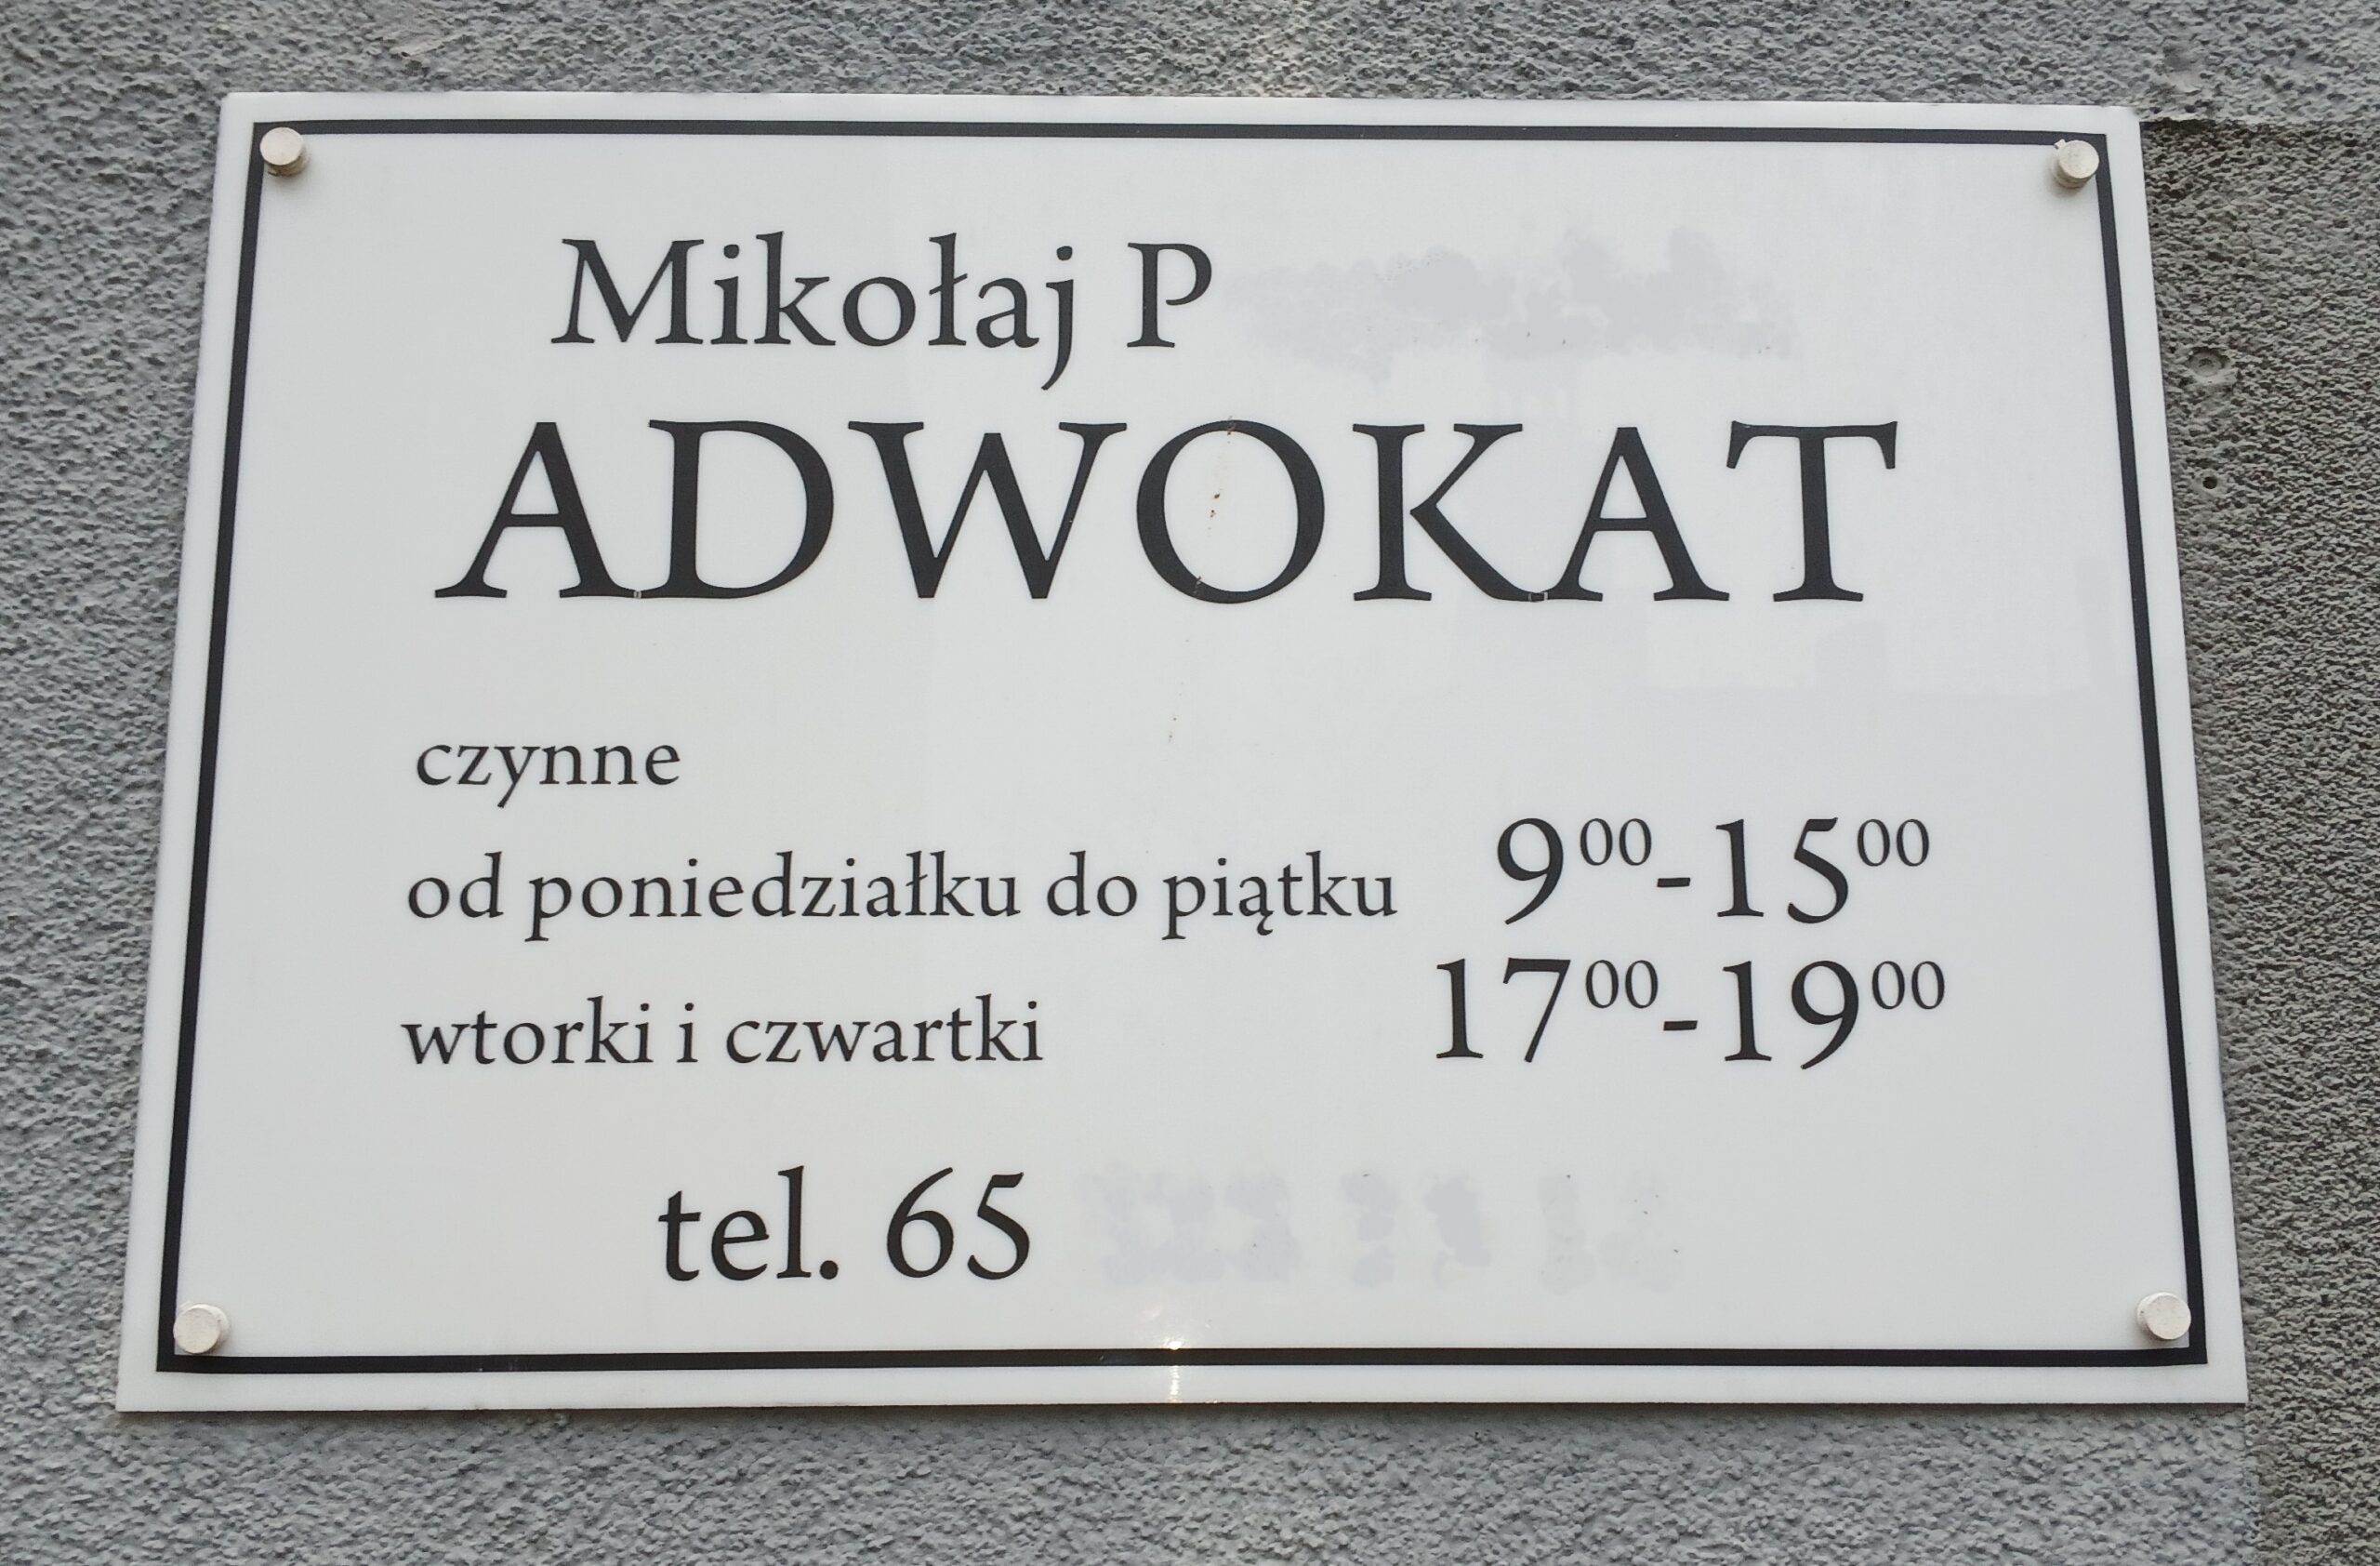 Mikołaj P
ADWOKAT
czynne
od poniedziałku do piątku 9⁰⁰-15⁰⁰
wtorki i czwartki 17⁰⁰-19⁰⁰
tel. 65